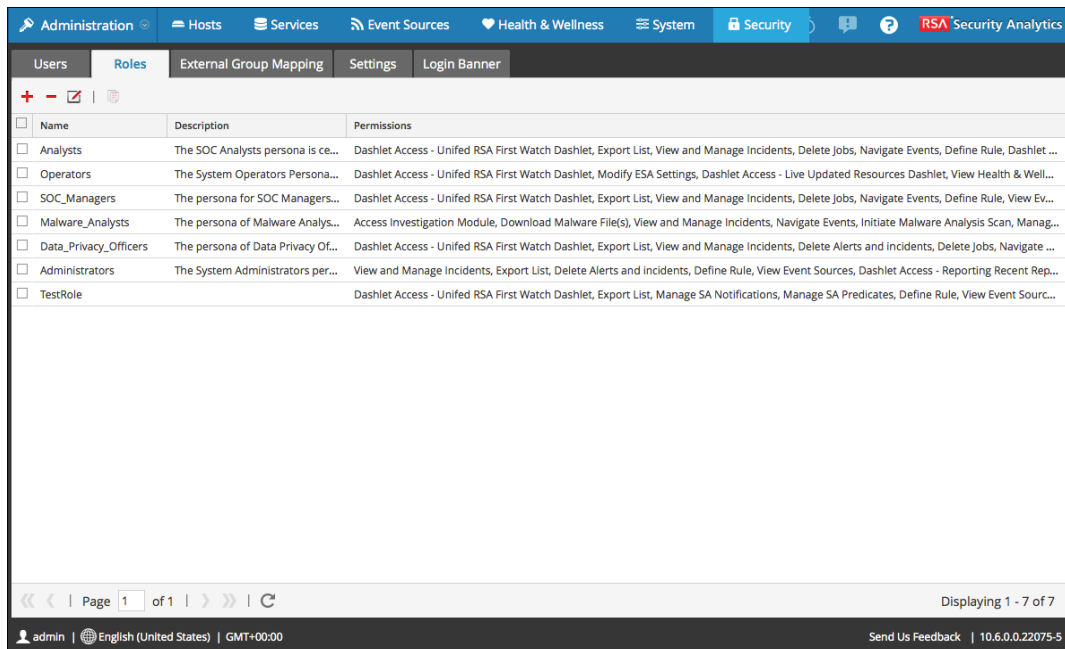 Administration Hosts Services Event Sources Health & Wellness System Security RSA Security Analytics
Users Roles External Group Mapping Settings Login Banner
Name Description Permissions
Analysts The SOC Analysts persona is ce... Dashlet Access - Unifed RSA First Watch Dashlet, Export List, View and Manage Incidents, Delete Jobs, Navigate Events, Define Rule, Dashlet ...
Operators The System Operators Persona... Dashlet Access - Unifed RSA First Watch Dashlet, Modify ESA Settings, Dashlet Access - Live Updated Resources Dashlet, View Health & Well...
SOC_Managers The persona for SOC Managers... Dashlet Access - Unifed RSA First Watch Dashlet, Export List, View and Manage Incidents, Delete Jobs, Navigate Events, Define Rule, View Ev...
Malware_Analysts The persona of Malware Analys... Access Investigation Module, Download Malware File(s), View and Manage Incidents, Navigate Events, Initiate Malware Analysis Scan, Manag...
Data_Privacy_Officers The persona of Data Privacy Of... Dashlet Access - Unifed RSA First Watch Dashlet, Export List, View and Manage Incidents, Delete Alerts and incidents, Delete Jobs, Navigate ...
Administrators The System Administrators per... View and Manage Incidents, Export List, Delete Alerts and incidents, Define Rule, View Event Sources, Dashlet Access - Reporting Recent Rep...
TestRole Dashlet Access - Unifed RSA First Watch Dashlet, Export List, Manage SA Notifications, Manage SA Predicates, Define Rule, View Event Sourc...
Page 1 of 1 Displaying 1 - 7 of 7
admin | English (United States) | GMT+00:00 Send Us Feedback | 10.6.0.0.22075-5